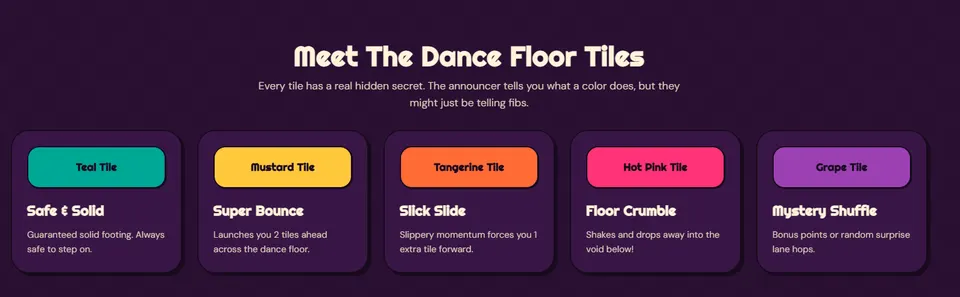 Meet The Dance Floor Tiles
Every tile has a real hidden secret. The announcer tells you what a color does, but they
might just be telling fibs.
Teal Tile
Safe & Solid
Guaranteed solid footing. Always
safe to step on.
Mustard Tile
Super Bounce
Launches you 2 tiles ahead
across the dance floor.
Tangerine Tile
Slick Slide
Slippery momentum forces you 1
extra tile forward.
Hot Pink Tile
Floor Crumble
Shakes and drops away into the
void below!
Grape Tile
Mystery Shuffle
Bonus points or random surprise
lane hops.